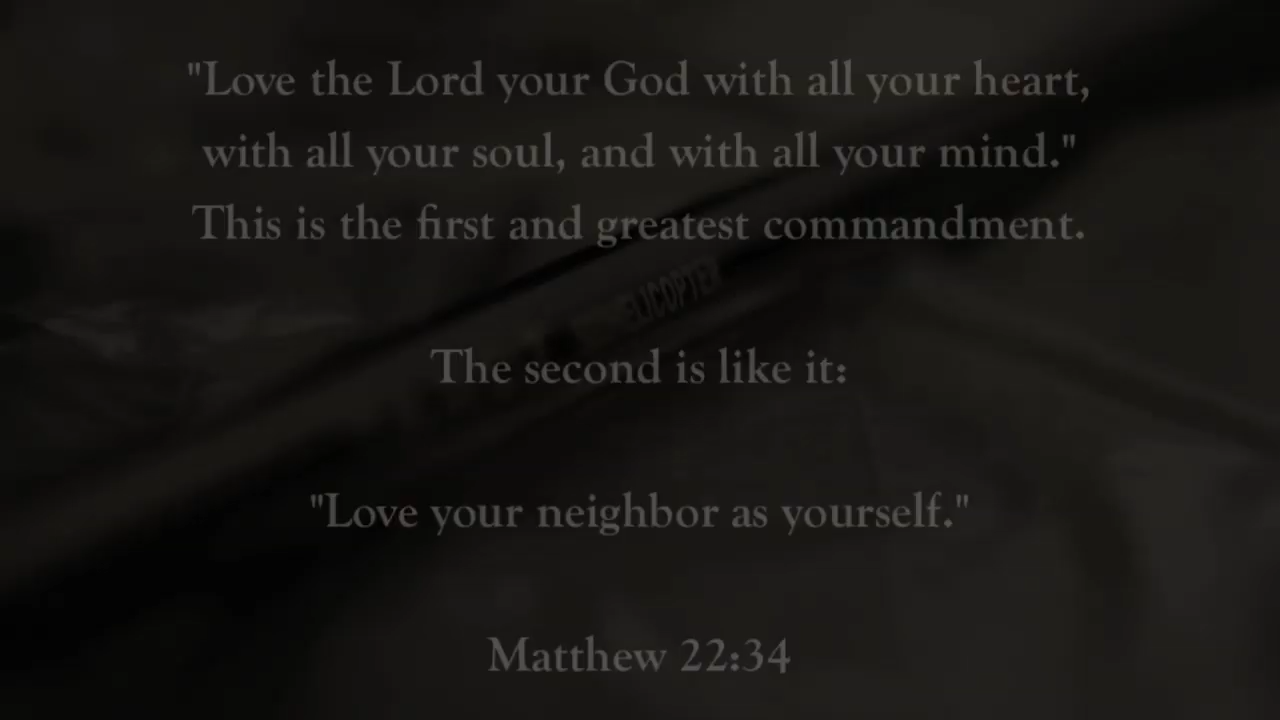 "Love the Lord your God with all your heart,
with all your soul, and with all your mind."
This is the first and greatest commandment.
ELICOPTER
The second is like it:
"Love your neighbor as yourself."
Matthew 22:34